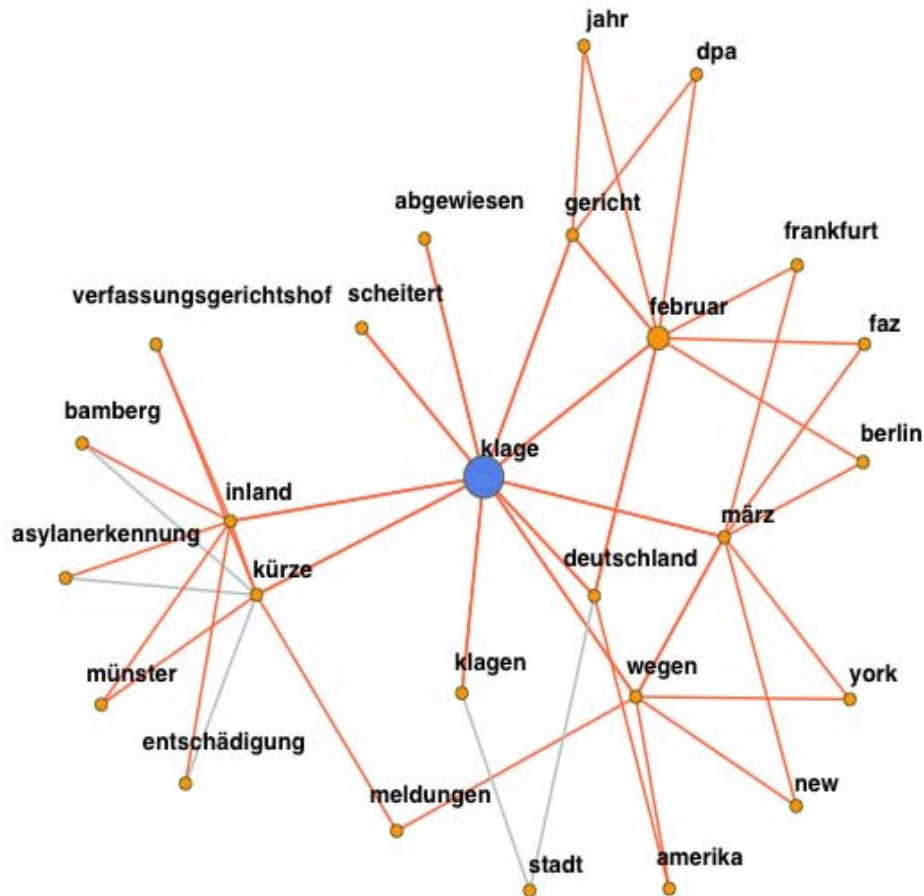 jahr
dpa
abgewiesen
gericht
frankfurt
verfassungsgerichtshof
scheitert
februar
faz
bamberg
klage
berlin
inland
asylanerkennung
märz
kürze
deutschland
münster
klagen
wegen
york
entschädigung
meldungen
new
stadt
amerika